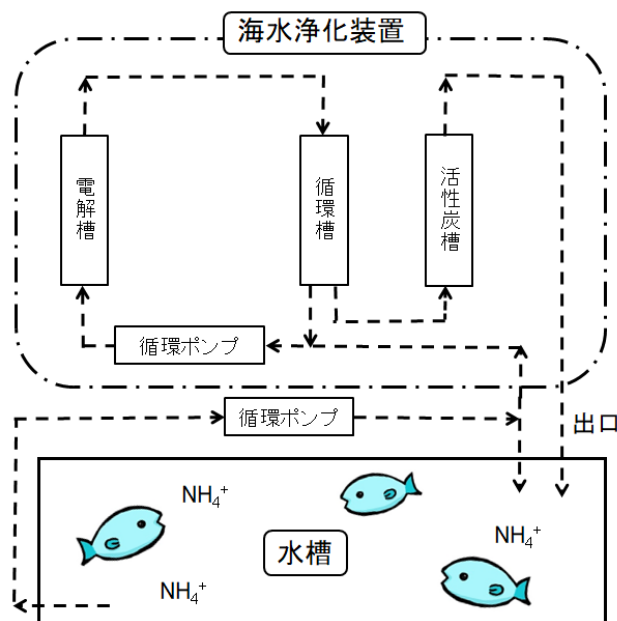 海水浄化装置
電解槽
循環槽
活性炭槽
循環ポンプ
循環ポンプ
出口
NH₄⁺
NH₄⁺
水槽
NH₄⁺